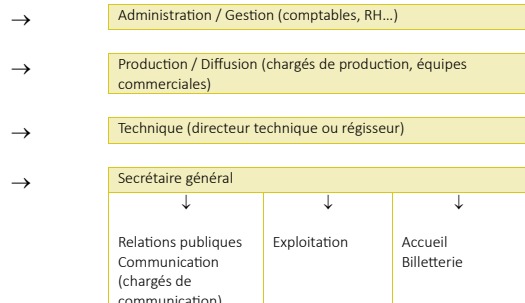 → Administration / Gestion (comptables, RH…)
→ Production / Diffusion (chargés de production, équipes
commerciales)
→ Technique (directeur technique ou régisseur)
→ Secrétaire général
↓ ↓ ↓
Relations publiques Exploitation Accueil
Communication Billetterie
(chargés de
communication)